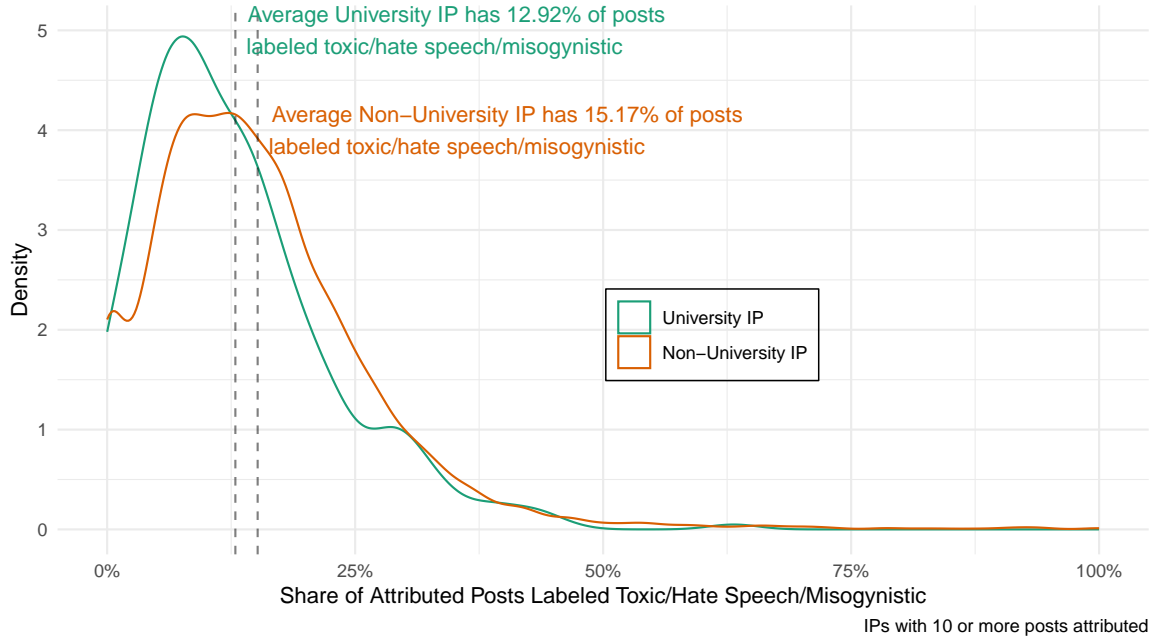 Average University IP has 12.92% of posts
labeled toxic/hate speech/misogynistic
Average Non−University IP has 15.17% of posts
labeled toxic/hate speech/misogynistic
5
4
3
2
1
0
Density
University IP
Non−University IP
0%
25%
50%
75%
100%
Share of Attributed Posts Labeled Toxic/Hate Speech/Misogynistic
IPs with 10 or more posts attributed